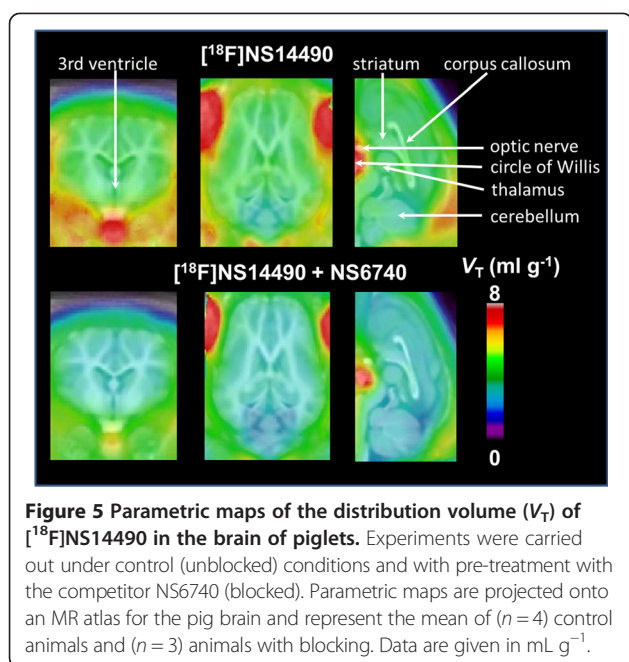 [¹⁸F]NS14490
3rd ventricle
striatum
corpus callosum
optic nerve
circle of Willis
thalamus
cerebellum
[¹⁸F]NS14490 + NS6740
V_T (ml g⁻¹)
8
0
Figure 5 Parametric maps of the distribution volume (V_T) of
[¹⁸F]NS14490 in the brain of piglets. Experiments were carried
out under control (unblocked) conditions and with pre-treatment with
the competitor NS6740 (blocked). Parametric maps are projected onto
an MR atlas for the pig brain and represent the mean of (n = 4) control
animals and (n = 3) animals with blocking. Data are given in mL g⁻¹.